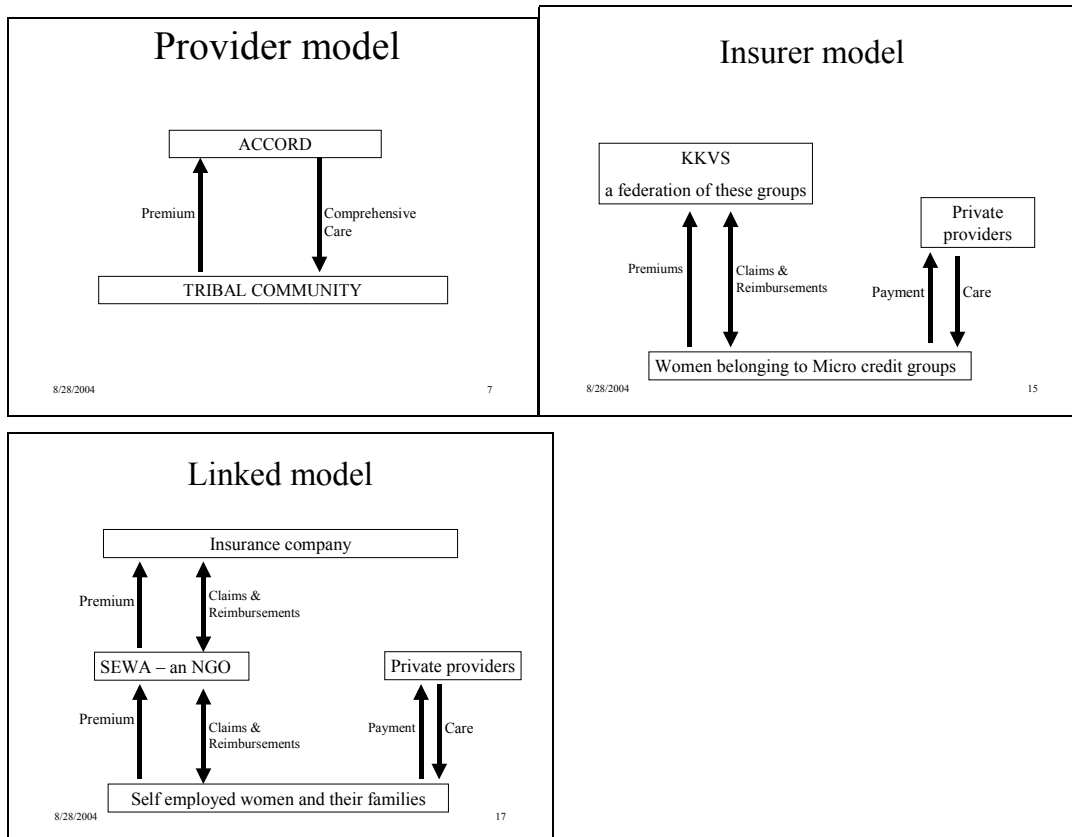 Provider model
ACCORD
Premium
Comprehensive
Care
TRIBAL COMMUNITY
8/28/2004
7
Insurer model
KKVS
a federation of these groups
Private
providers
Premiums
Claims &
Reimbursements
Payment
Care
Women belonging to Micro credit groups
8/28/2004
15
Linked model
Insurance company
Premium
Claims &
Reimbursements
SEWA – an NGO
Private providers
Premium
Claims &
Reimbursements
Payment
Care
Self employed women and their families
8/28/2004
17